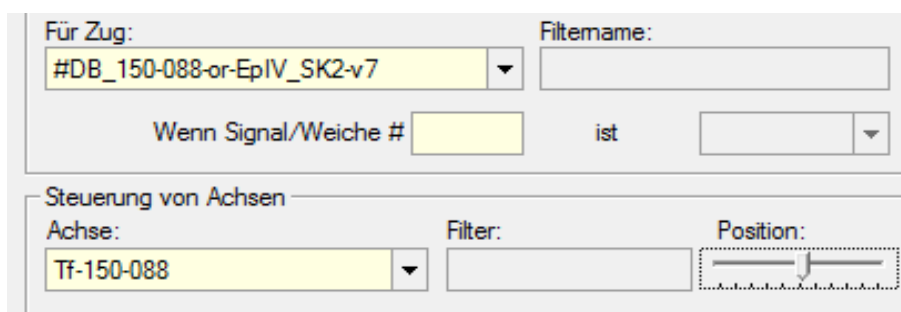 Für Zug: Filtername:
#DB_150-088-or-EpIV_SK2-v7
Wenn Signal/Weiche # ist
Steuerung von Achsen
Achse: Filter: Position:
Tf-150-088